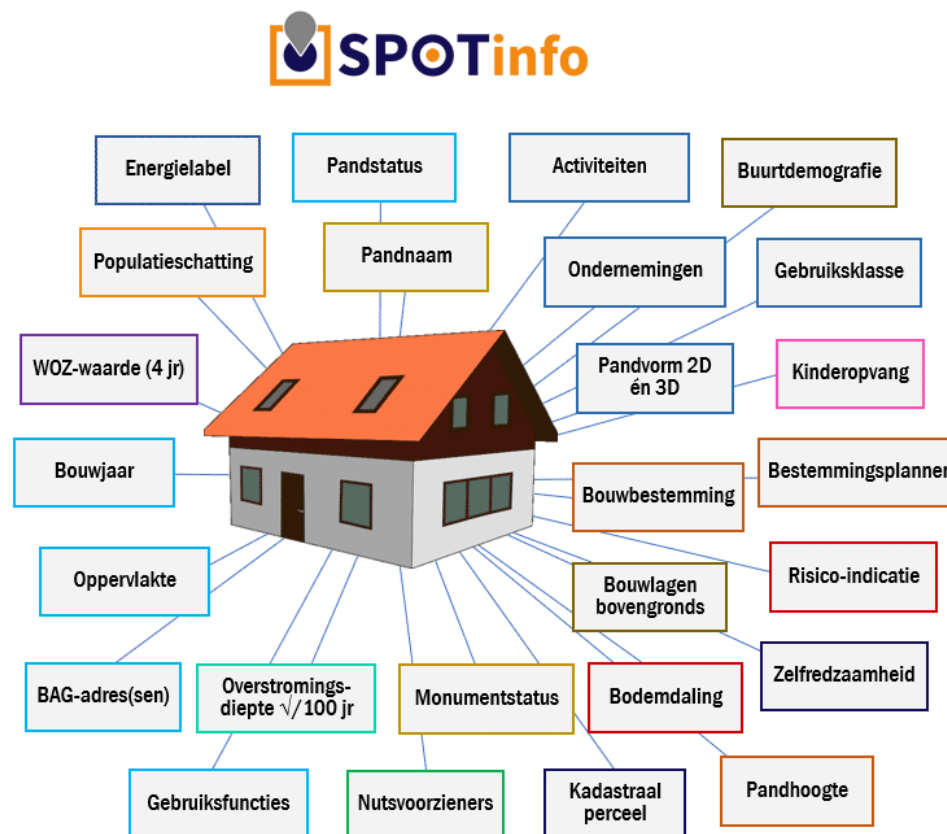 SPOTinfo
Energielabel
Pandstatus
Activiteiten
Buurtdemografie
Populatieschatting
Pandnaam
Ondernemingen
Gebruiksklasse
WOZ-waarde (4 jr)
Pandvorm 2D
én 3D
Kinderopvang
Bouwjaar
Bouwbestemming
Bestemmingsplannen
Oppervlakte
Bouwlagen
bovengronds
Risico-indicatie
BAG-adres(sen)
Overstromings-
diepte √/100 jr
Monumentstatus
Bodemdaling
Zelfredzaamheid
Gebruiksfuncties
Nutsvoorzieners
Kadastraal
perceel
Pandhoogte